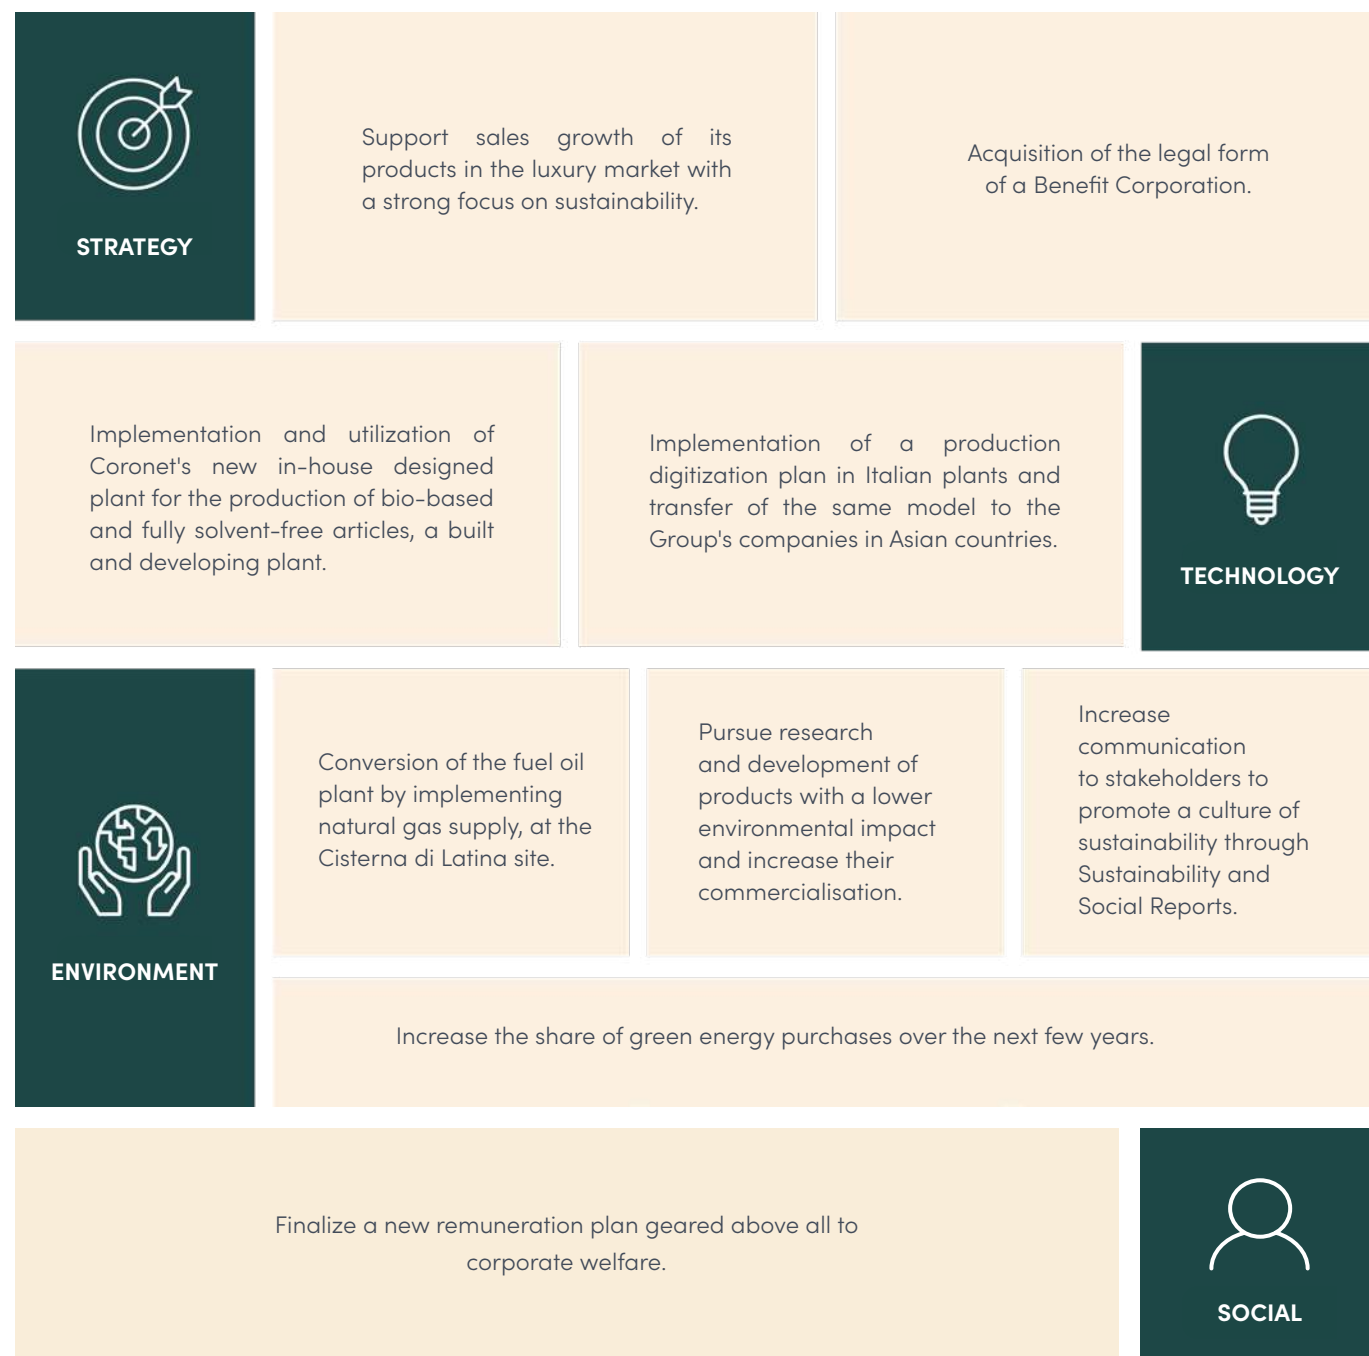 STRATEGY
Support sales growth of its
products in the luxury market with
a strong focus on sustainability.
Acquisition of the legal form
of a Benefit Corporation.
Implementation and utilization of
Coronet's new in-house designed
plant for the production of bio-based
and fully solvent-free articles, a built
and developing plant.
Implementation of a production
digitization plan in Italian plants and
transfer of the same model to the
Group's companies in Asian countries.
TECHNOLOGY
ENVIRONMENT
Conversion of the fuel oil
plant by implementing
natural gas supply, at the
Cisterna di Latina site.
Pursue research
and development of
products with a lower
environmental impact
and increase their
commercialisation.
Increase
communication
to stakeholders to
promote a culture of
sustainability through
Sustainability and
Social Reports.
Increase the share of green energy purchases over the next few years.
Finalize a new remuneration plan geared above all to
corporate welfare.
SOCIAL